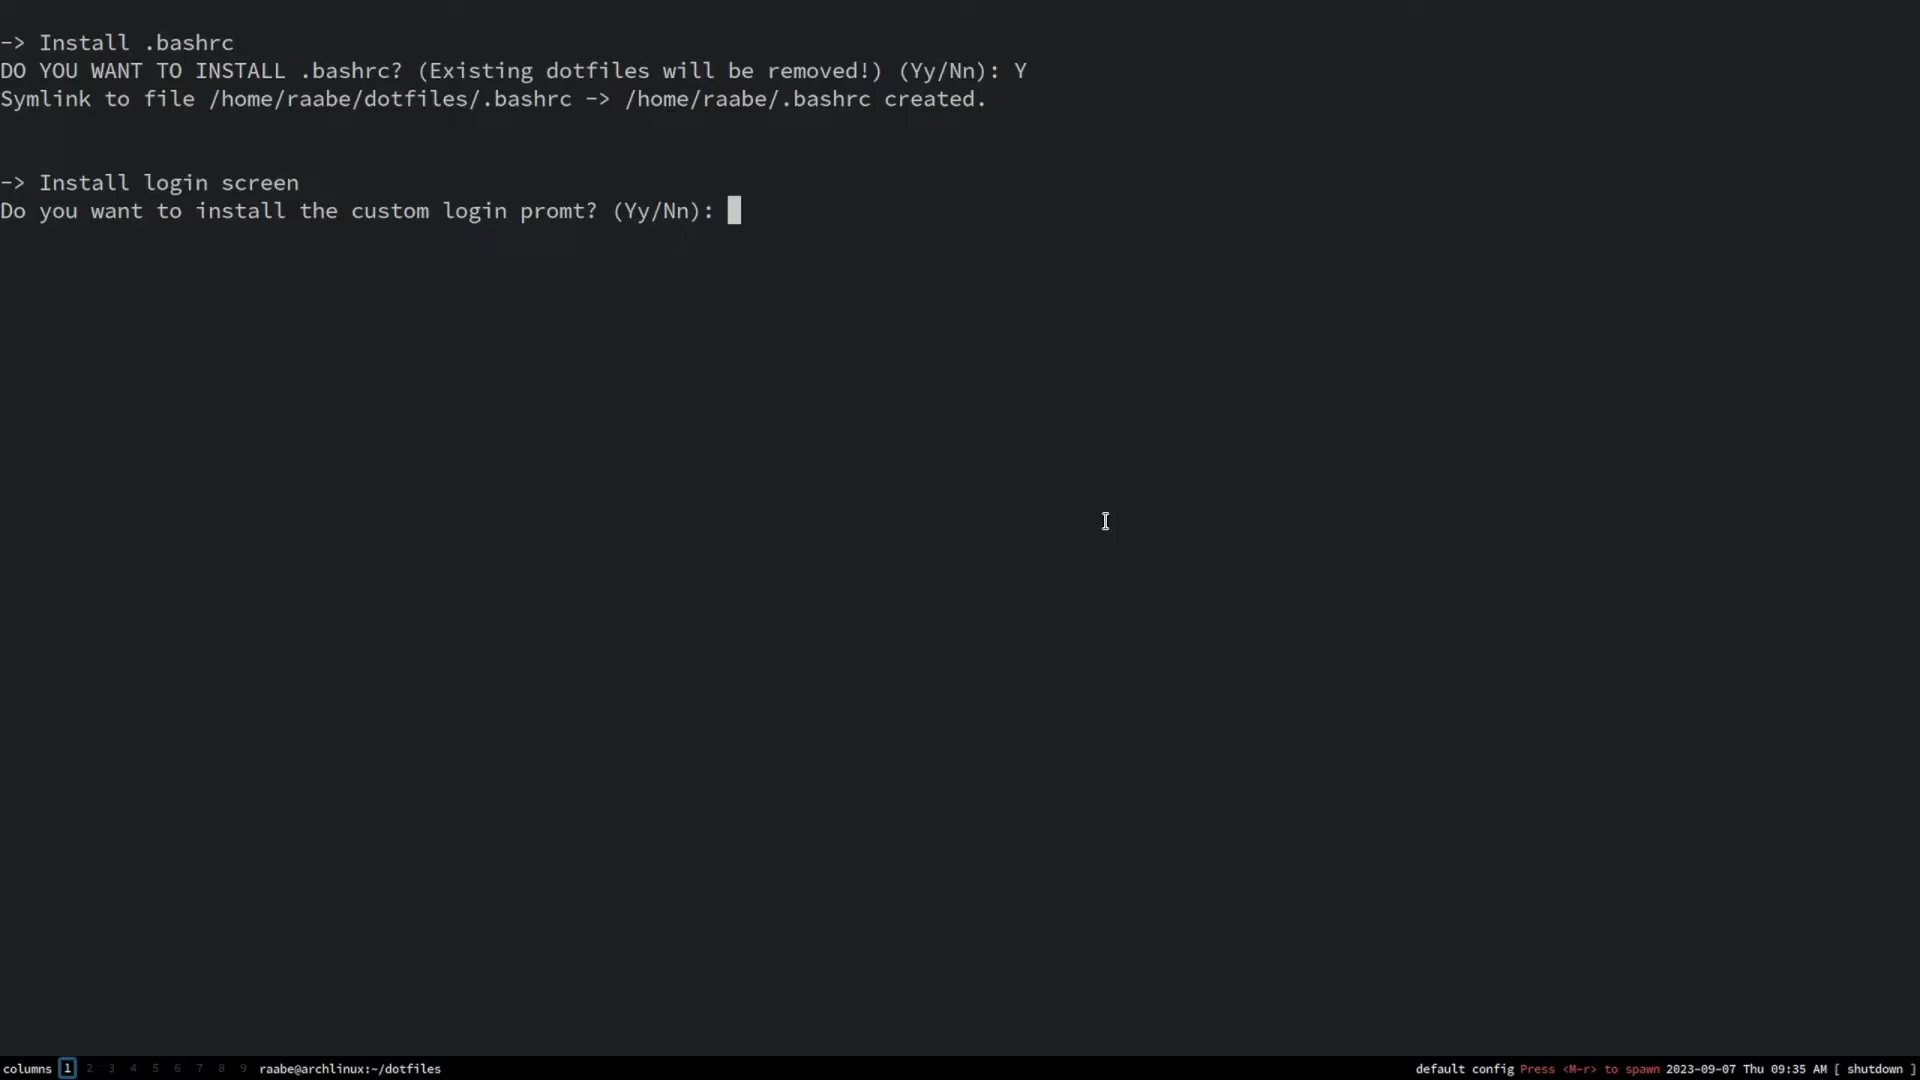 -> Install .bashrc
DO YOU WANT TO INSTALL .bashrc? (Existing dotfiles will be removed!) (Yy/Nn): Y
Symlink to file /home/raabe/dotfiles/.bashrc -> /home/raabe/.bashrc created.
-> Install login screen
Do you want to install the custom login promt? (Yy/Nn):
columns 1 2 3 4 5 6 7 8 9 raabe@archlinux:~/dotfiles default config Press <M-r> to spawn 2023-09-07 Thu 09:35 AM [ shutdown ]